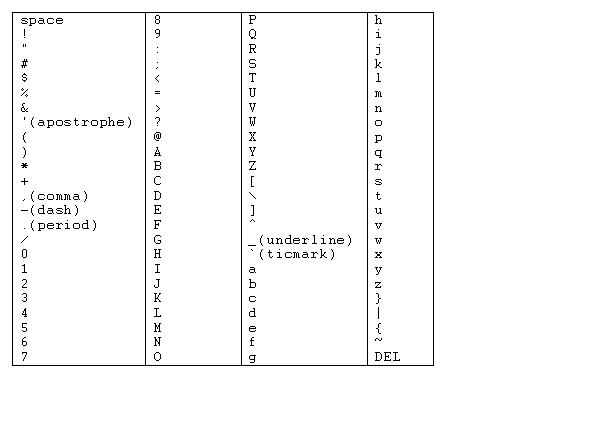 space
!
"
#
$
%
&
'(apostrophe)
(
)
*
+
,(comma)
-(dash)
.(period)
/
0
1
2
3
4
5
6
7
8
9
:
;
<
=
>
?
@
A
B
C
D
E
F
G
H
I
J
K
L
M
N
O
P
Q
R
S
T
U
V
W
X
Y
Z
[
\
]
^
_(underline)
`(ticmark)
a
b
c
d
e
f
g
h
i
j
k
l
m
n
o
p
q
r
s
t
u
v
w
x
y
z
}
|
{
~
DEL